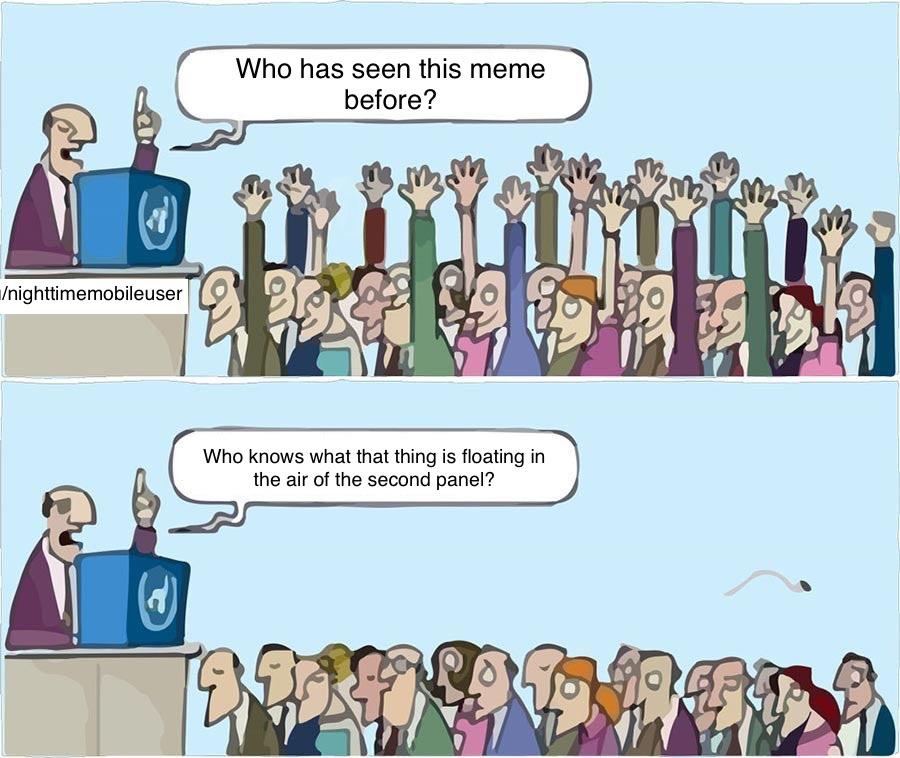 Who has seen this meme
before?
u/nighttimemobileuser
Who knows what that thing is floating in
the air of the second panel?